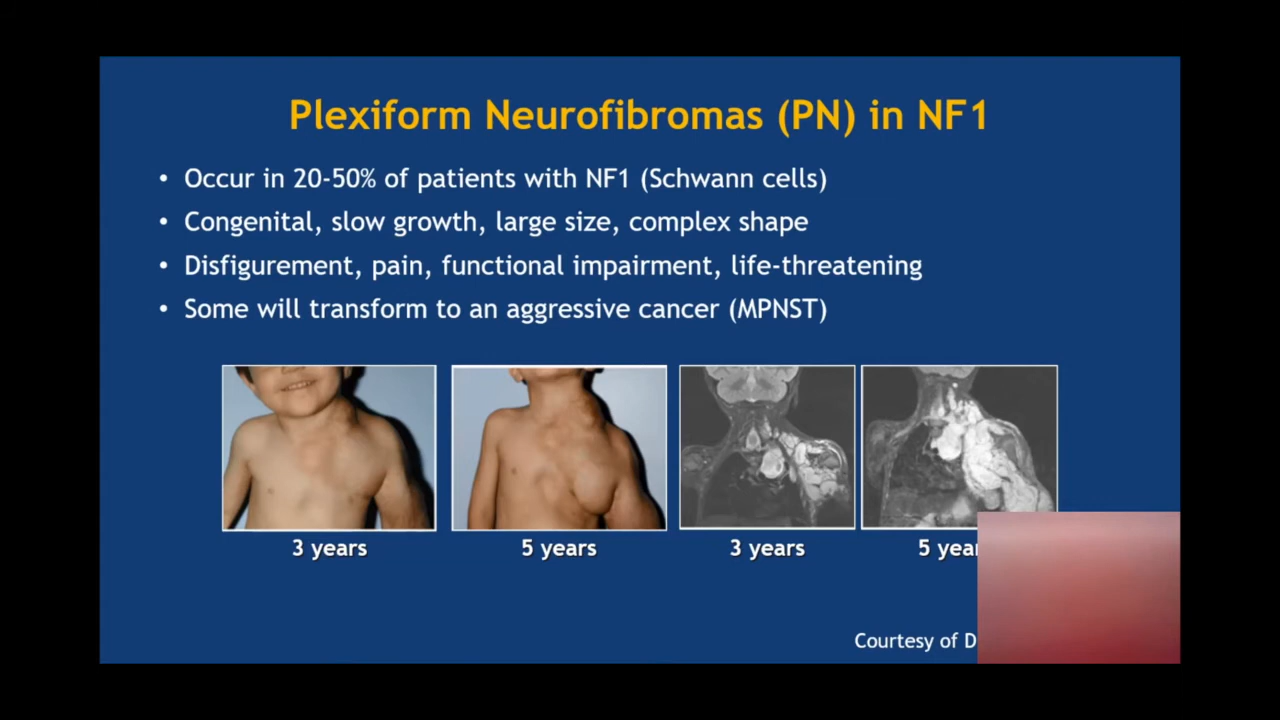 Plexiform Neurofibromas (PN) in NF1
• Occur in 20-50% of patients with NF1 (Schwann cells)
• Congenital, slow growth, large size, complex shape
• Disfigurement, pain, functional impairment, life-threatening
• Some will transform to an aggressive cancer (MPNST)
3 years
5 years
3 years
5
Courtesy of